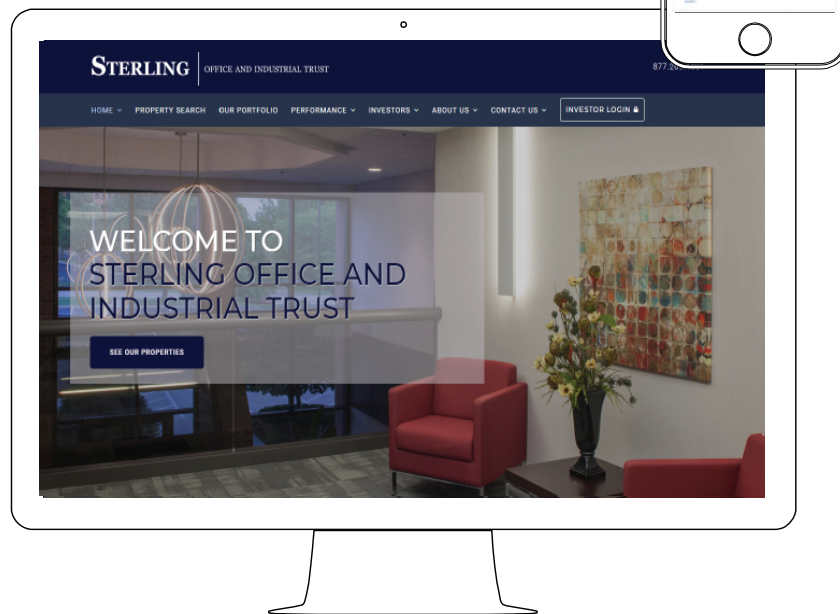 STERLING
OFFICE AND INDUSTRIAL TRUST
HOME
PROPERTY SEARCH
OUR PORTFOLIO
PERFORMANCE
INVESTORS
ABOUT US
CONTACT US
INVESTOR LOGIN
WELCOME TO
STERLING OFFICE AND
INDUSTRIAL TRUST
SEE OUR PROPERTIES